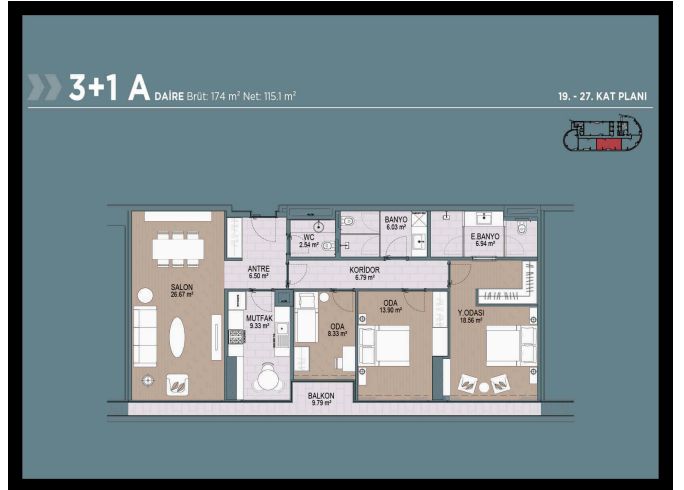 3+1 A DAİRE Brüt: 174 m² Net: 115.1 m²
19. - 27. KAT PLANI
BANYO
6.03 m²
WC
2.54 m²
E.BANYO
6.94 m²
ANTRE
6.50 m²
KORİDOR
6.79 m²
SALON
26.67 m²
MUTFAK
9.33 m²
ODA
8.33 m²
ODA
13.90 m²
Y.ODASI
18.56 m²
BALKON
9.79 m²